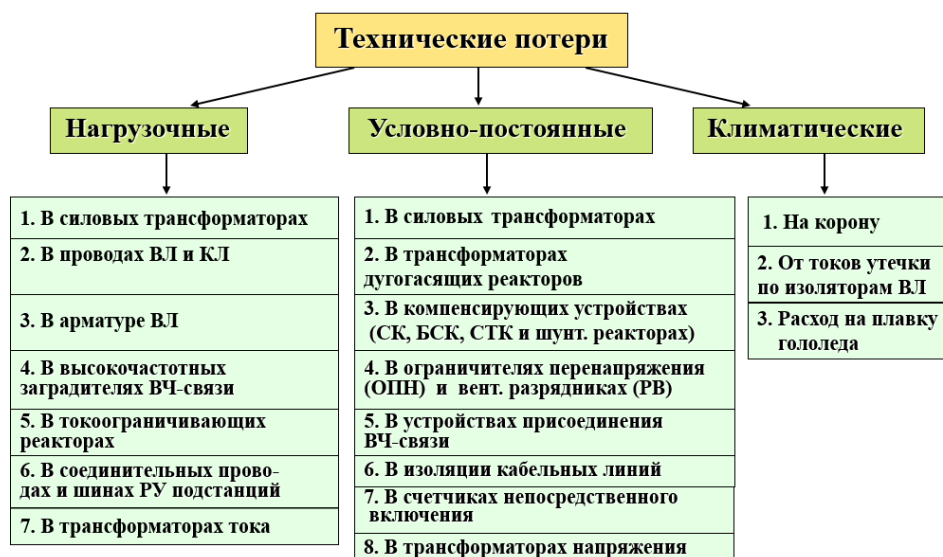 Технические потери
Нагрузочные
Условно-постоянные
Климатические
1. В силовых трансформаторах
2. В проводах ВЛ и КЛ
3. В арматуре ВЛ
4. В высокочастотных
заградителях ВЧ-связи
5. В токоограничивающих
реакторах
6. В соединительных прово-
дах и шинах РУ подстанций
7. В трансформаторах тока
1. В силовых трансформаторах
2. В трансформаторах
дугогасящих реакторов
3. В компенсирующих устройствах
(СК, БСК, СТК и шунт. реакторах)
4. В ограничителях перенапряжения
(ОПН) и вент. разрядниках (РВ)
5. В устройствах присоединения
ВЧ-связи
6. В изоляции кабельных линий
7. В счетчиках непосредственного
включения
8. В трансформаторах напряжения
1. На корону
2. От токов утечки
по изоляторам ВЛ
3. Расход на плавку
гололеда